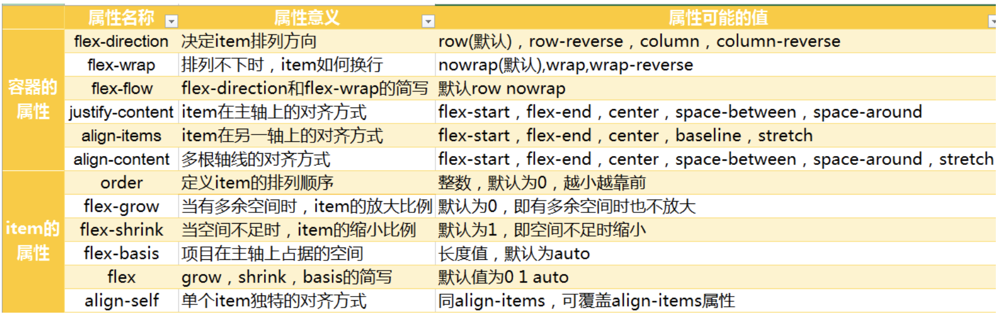 属性名称 属性意义 属性可能的值
容器的
属性
flex-direction 决定item排列方向 row(默认)，row-reverse，column，column-reverse
flex-wrap 排列不下时，item如何换行 nowrap(默认),wrap,wrap-reverse
flex-flow flex-direction和flex-wrap的简写 默认row nowrap
justify-content item在主轴上的对齐方式 flex-start，flex-end，center，space-between，space-around
align-items item在另一轴上的对齐方式 flex-start，flex-end，center，baseline，stretch
align-content 多根轴线的对齐方式 flex-start，flex-end，center，space-between，space-around，stretch
item的
属性
order 定义item的排列顺序 整数，默认为0，越小越靠前
flex-grow 当有多余空间时，item的放大比例 默认为0，即有多余空间时也不放大
flex-shrink 当空间不足时，item的缩小比例 默认为1，即空间不足时缩小
flex-basis 项目在主轴上占据的空间 长度值，默认为auto
flex grow，shrink，basis的简写 默认值为0 1 auto
align-self 单个item独特的对齐方式 同align-items，可覆盖align-items属性